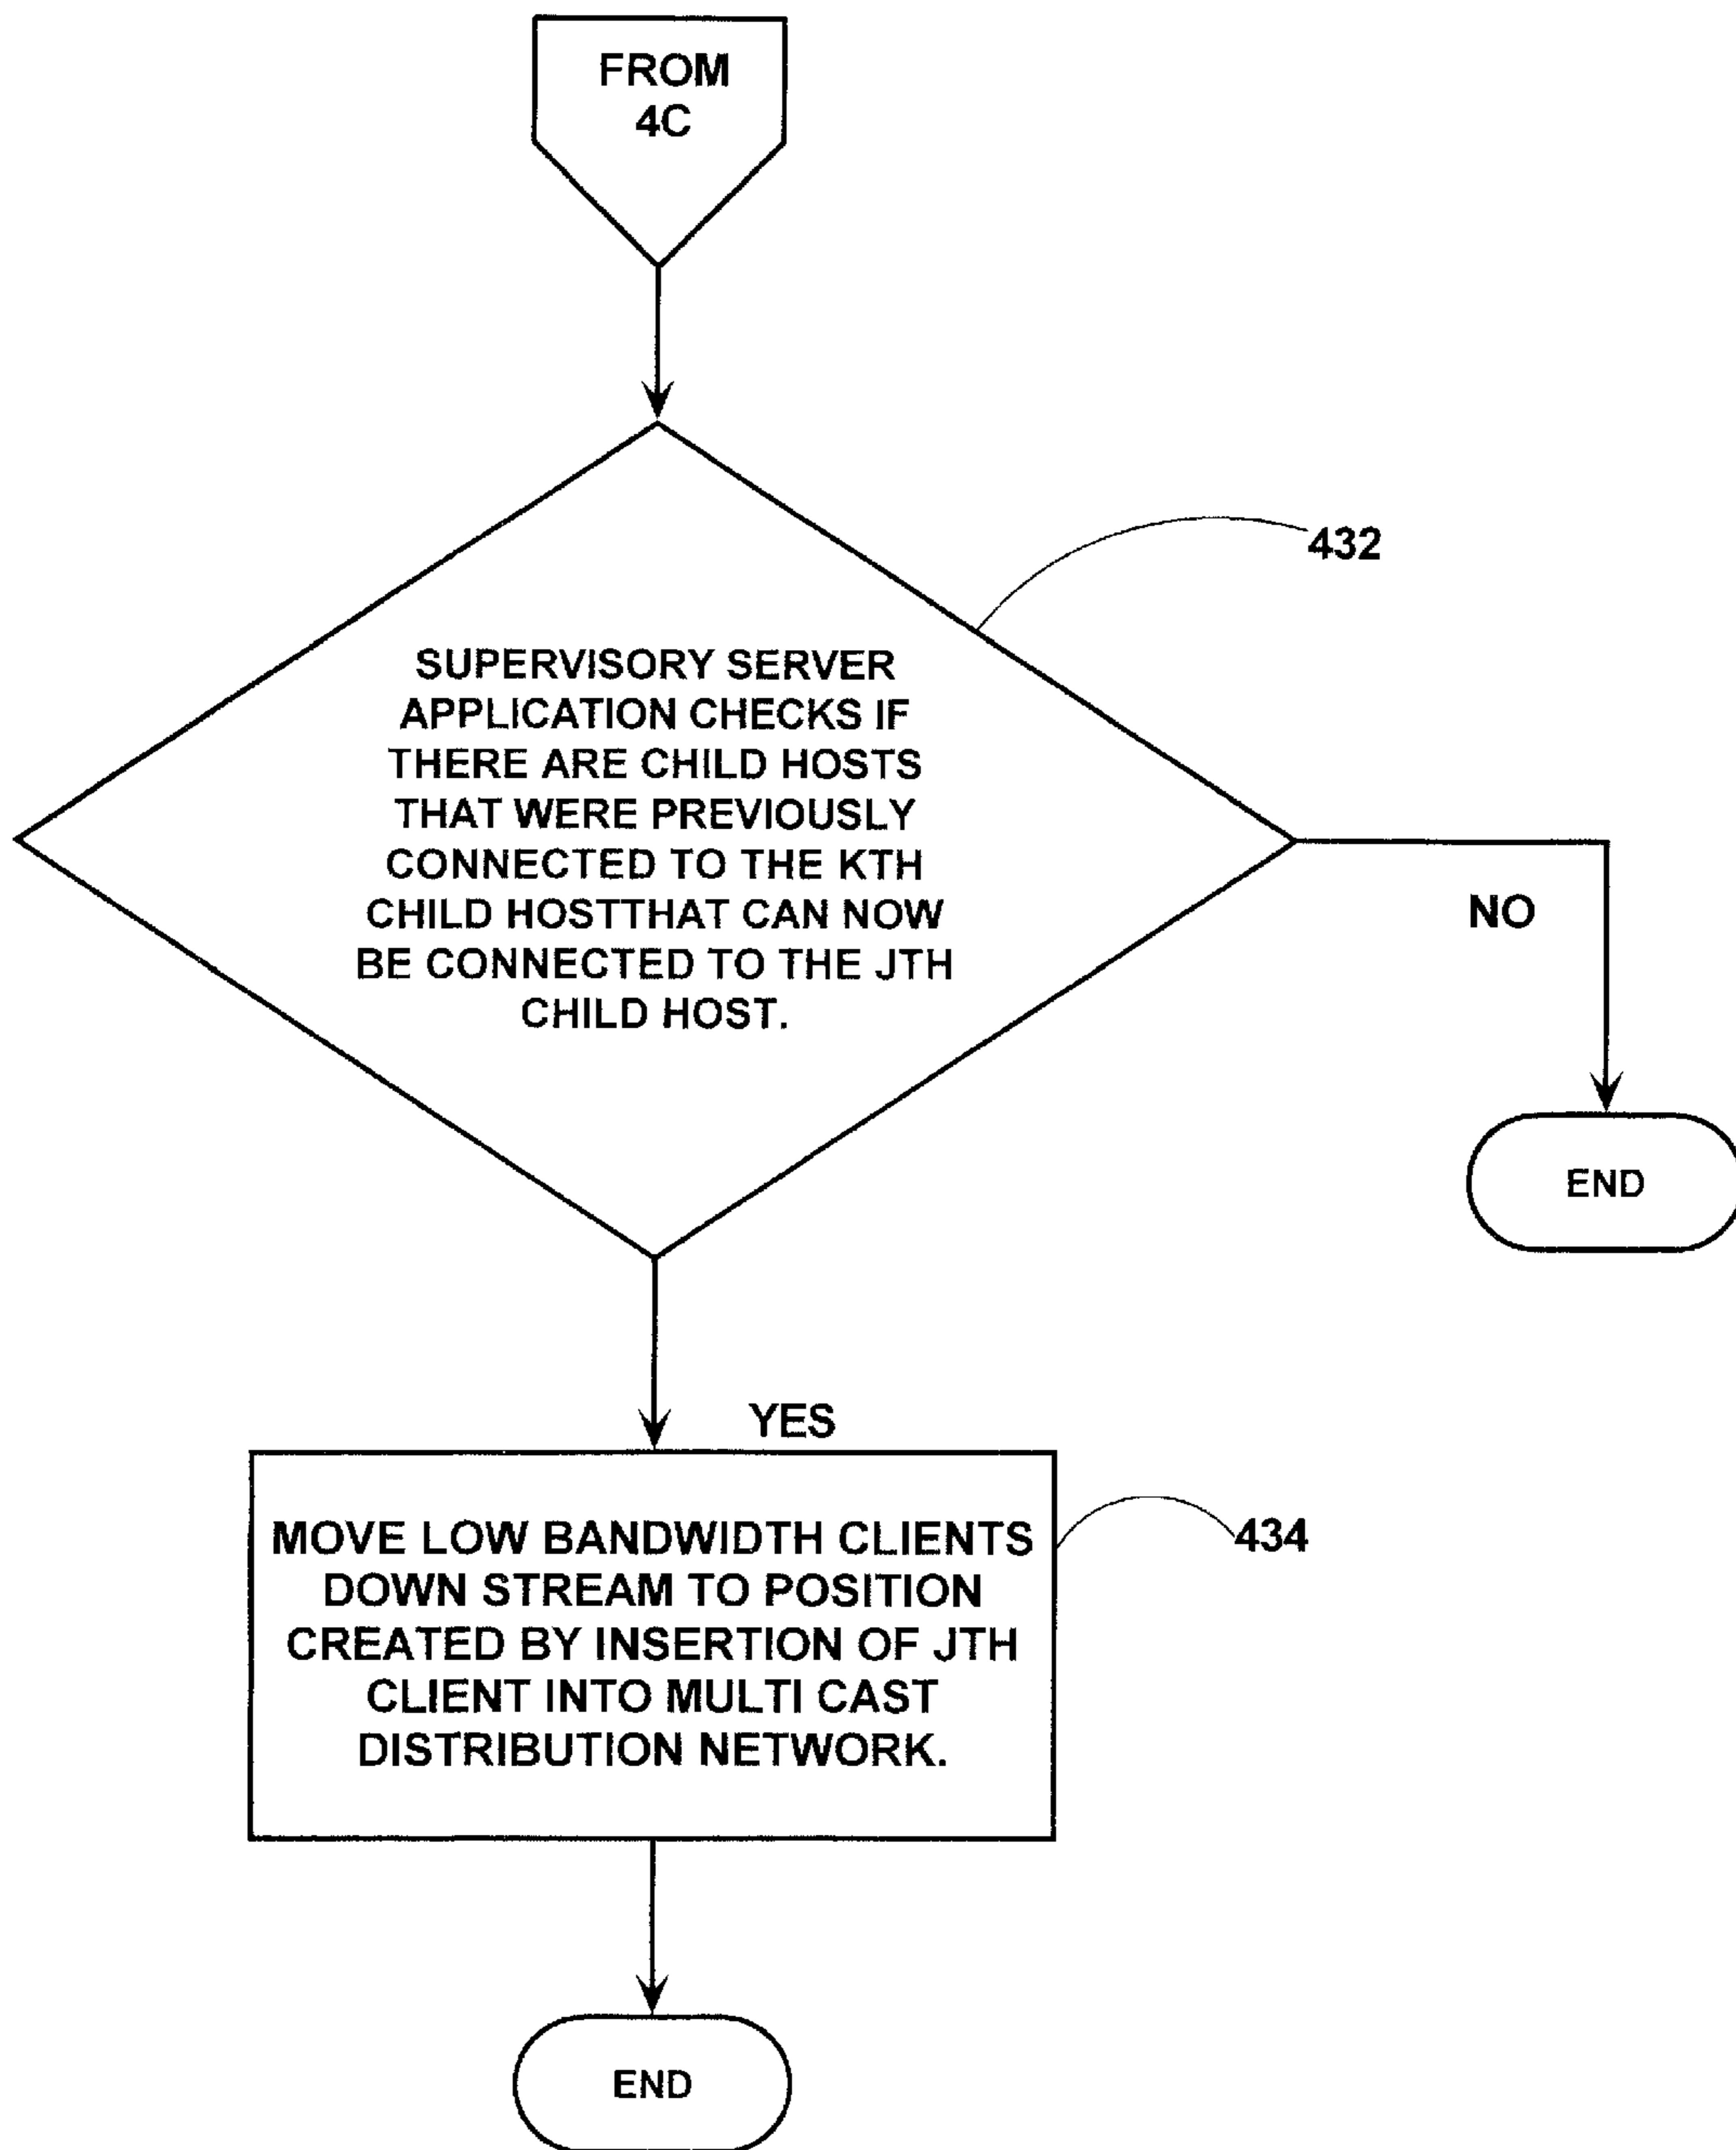 FROM
4C
432
SUPERVISORY SERVER
APPLICATION CHECKS IF
THERE ARE CHILD HOSTS
THAT WERE PREVIOUSLY
CONNECTED TO THE KTH
CHILD HOSTTHAT CAN NOW
BE CONNECTED TO THE JTH
CHILD HOST.
NO
END
YES
MOVE LOW BANDWIDTH CLIENTS
DOWN STREAM TO POSITION
CREATED BY INSERTION OF JTH
CLIENT INTO MULTI CAST
DISTRIBUTION NETWORK.
434
END